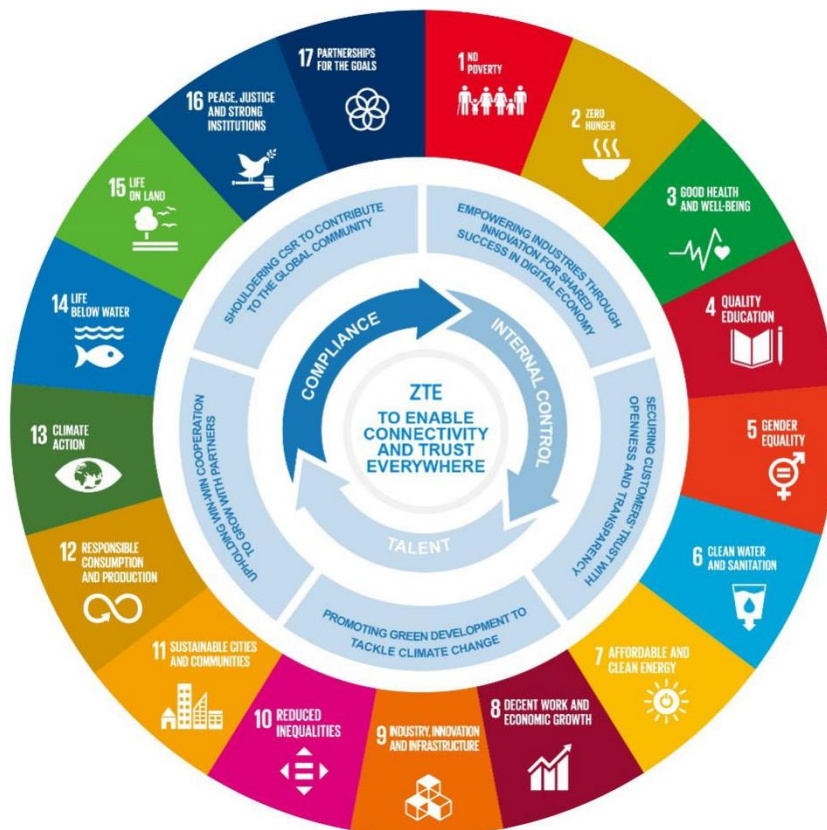 1 NO
POVERTY
2 ZERO
HUNGER
3 GOOD HEALTH
AND WELL-BEING
4 QUALITY
EDUCATION
5 GENDER
EQUALITY
6 CLEAN WATER
AND SANITATION
7 AFFORDABLE AND
CLEAN ENERGY
8 DECENT WORK AND
ECONOMIC GROWTH
9 INDUSTRY, INNOVATION
AND INFRASTRUCTURE
10 REDUCED
INEQUALITIES
11 SUSTAINABLE CITIES
AND COMMUNITIES
12 RESPONSIBLE
CONSUMPTION
AND PRODUCTION
13 CLIMATE
ACTION
14 LIFE
BELOW WATER
15 LIFE
ON LAND
16 PEACE, JUSTICE
AND STRONG
INSTITUTIONS
17 PARTNERSHIPS
FOR THE GOALS
SHOULDERING CSR TO CONTRIBUTE
TO THE GLOBAL COMMUNITY
EMPOWERING INDUSTRIES THROUGH
INNOVATION FOR SHARED
SUCCESS IN DIGITAL ECONOMY
SECURING CUSTOMERS' TRUST WITH
OPENNESS AND TRANSPARENCY
PROMOTING GREEN DEVELOPMENT TO
TACKLE CLIMATE CHANGE
UPHOLDING WIN-WIN COOPERATION
TO GROW WITH PARTNERS
COMPLIANCE
INTERNAL CONTROL
TALENT
ZTE
TO ENABLE
CONNECTIVITY
AND TRUST
EVERYWHERE